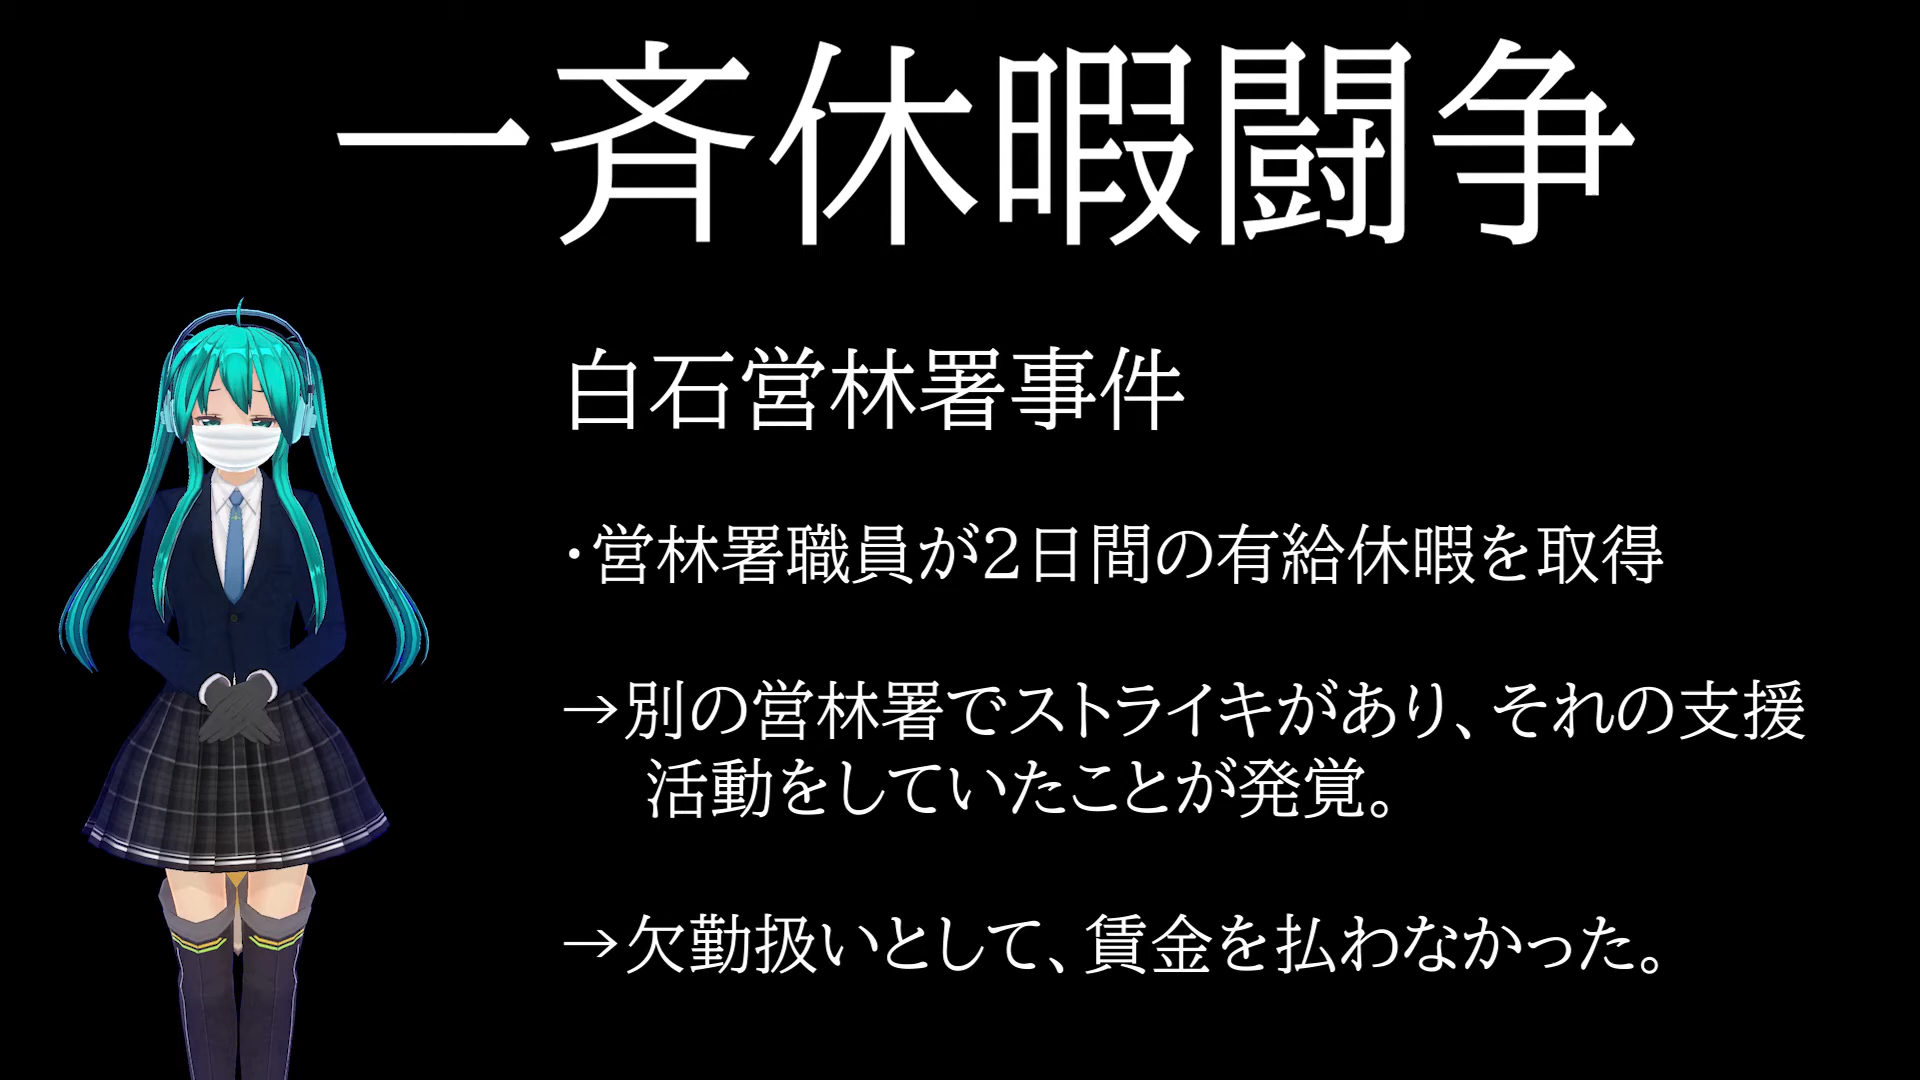 一斉休暇闘争
白石営林署事件
・営林署職員が２日間の有給休暇を取得
→別の営林署でストライキがあり、それの支援
活動をしていたことが発覚。
→欠勤扱いとして、賃金を払わなかった。